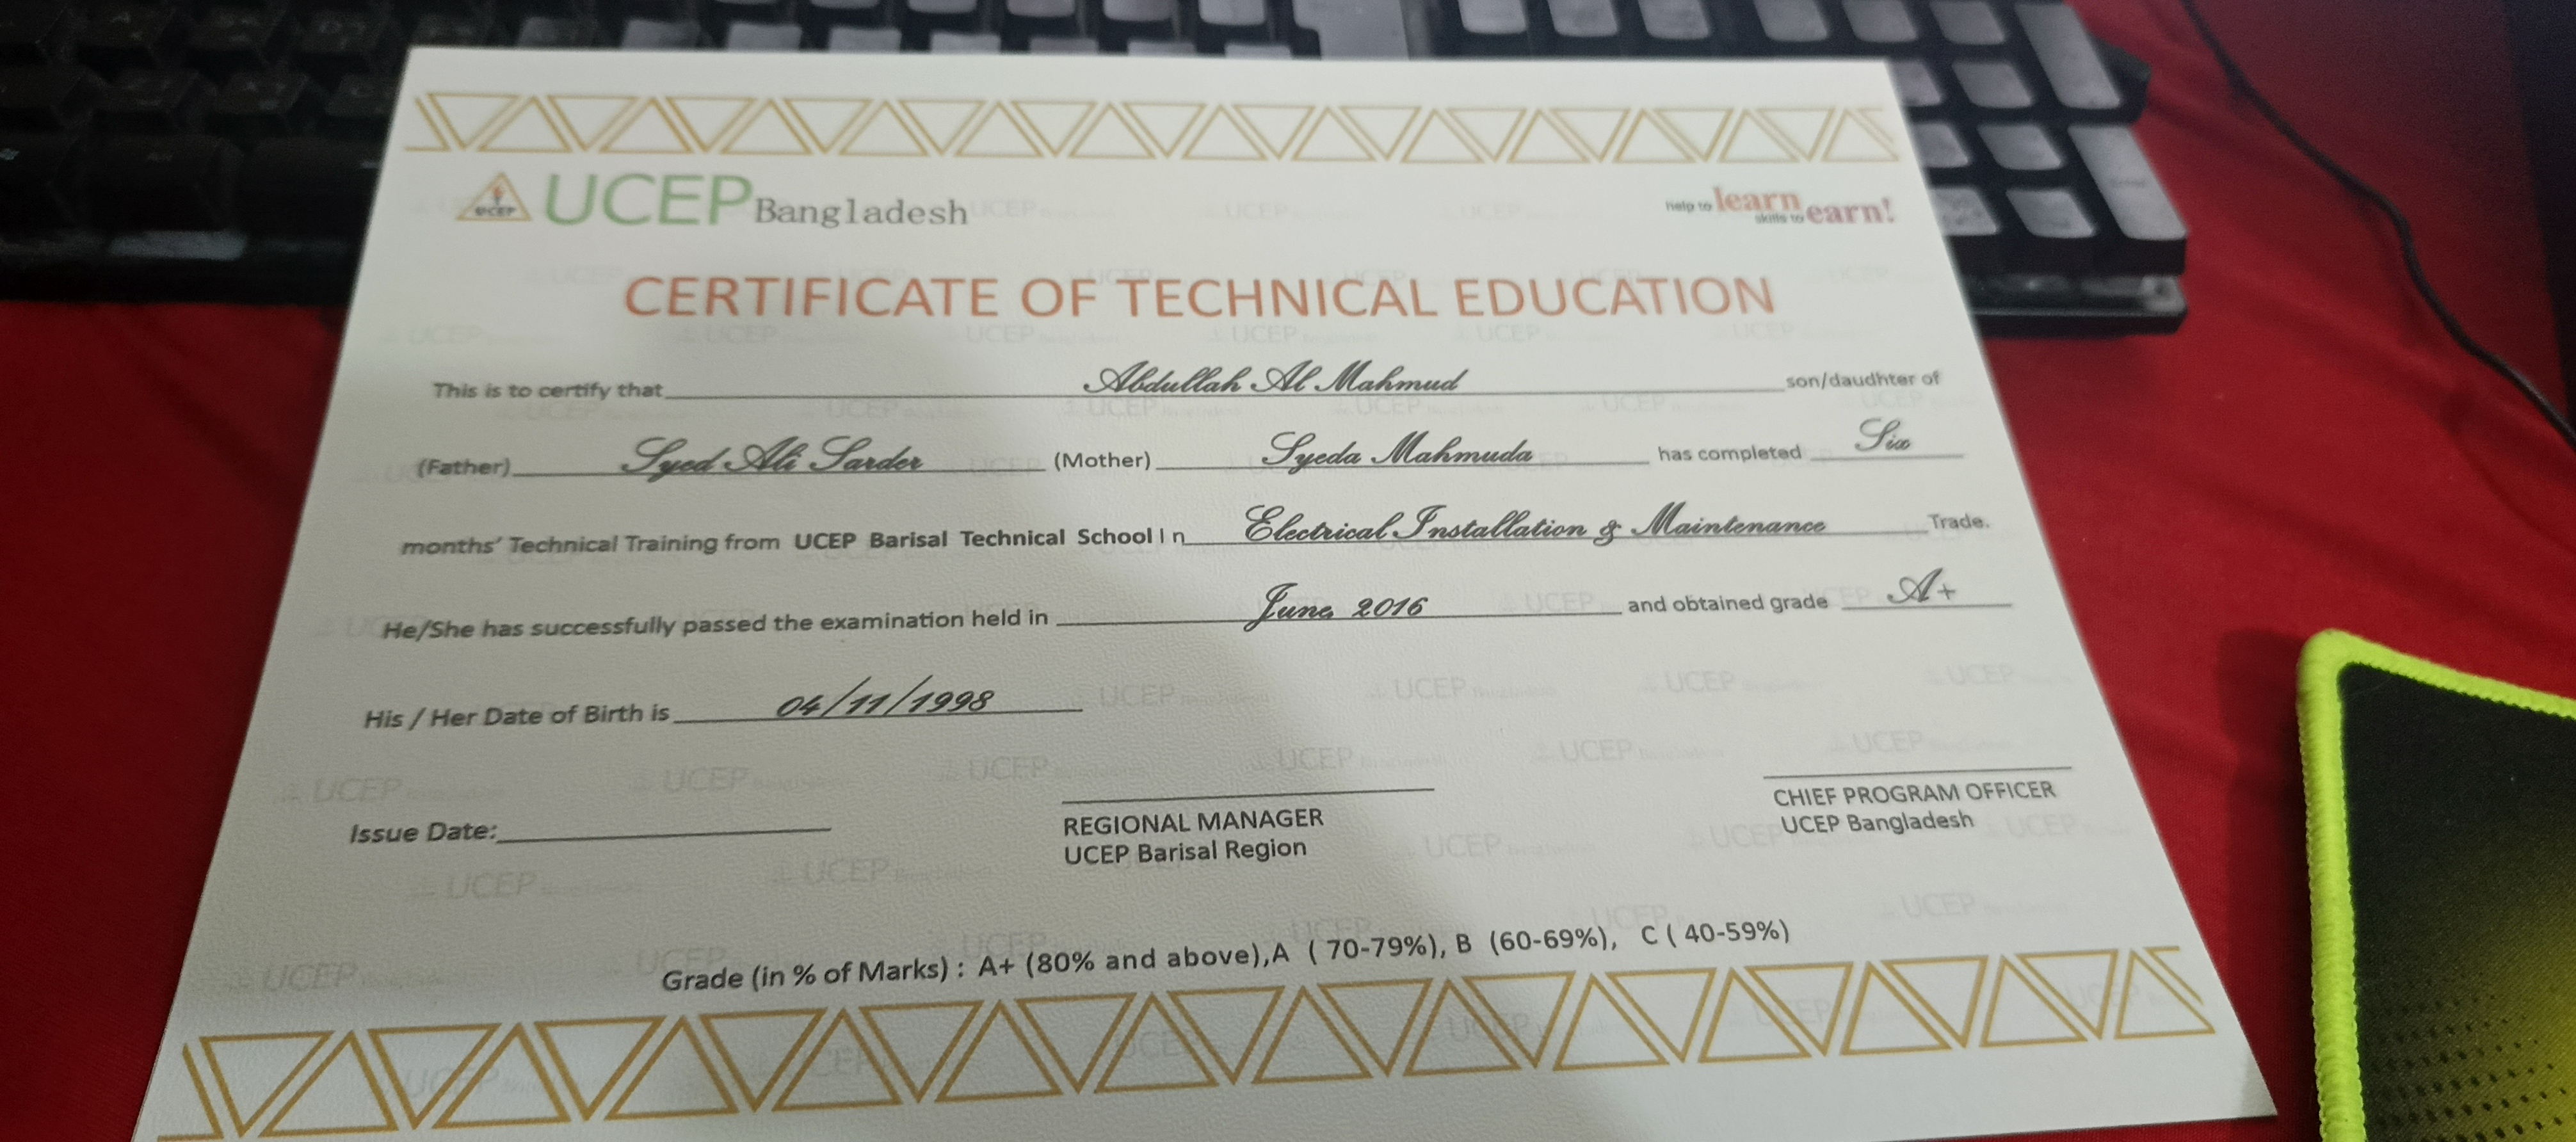 UCEP Bangladesh
help to learn skills to earn!
CERTIFICATE OF TECHNICAL EDUCATION
This is to certify that Abdullah Al Mahmud son/daudhter of
(Father) Syed Ali Sarder (Mother) Syeda Mahmuda has completed Six
months' Technical Training from UCEP Barisal Technical School I n Electrical Installation & Maintenance Trade.
He/She has successfully passed the examination held in June, 2016 and obtained grade A+
His / Her Date of Birth is 04/11/1998
Issue Date:
REGIONAL MANAGER
UCEP Barisal Region
CHIEF PROGRAM OFFICER
UCEP Bangladesh
Grade (in % of Marks) : A+ (80% and above),A ( 70-79%), B (60-69%), C ( 40-59%)